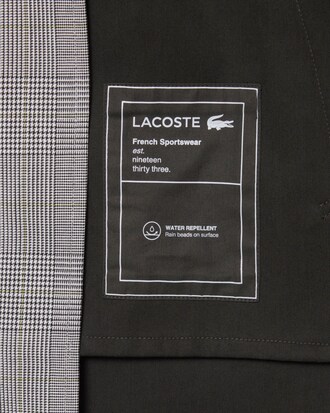 LACOSTE
French Sportswear
est.
nineteen
thirty three.
WATER REPELLENT
Rain beads on surface